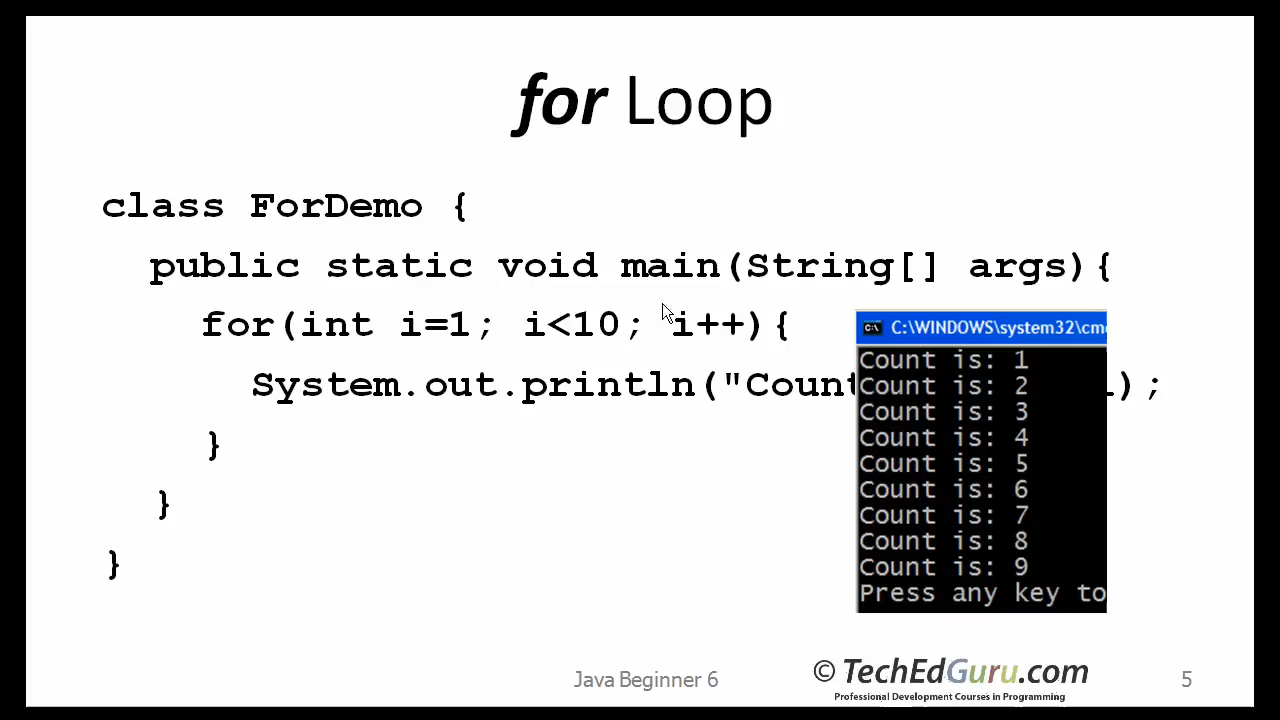 for Loop
class ForDemo {
public static void main(String[] args){
for(int i=1; i<10; i++){
System.out.println("Count );
}
}
}
C:\WINDOWS\system32\cmd
Count is: 1
Count is: 2
Count is: 3
Count is: 4
Count is: 5
Count is: 6
Count is: 7
Count is: 8
Count is: 9
Press any key to
Java Beginner 6
© TechEdGuru.com
Professional Development Courses in Programming
5